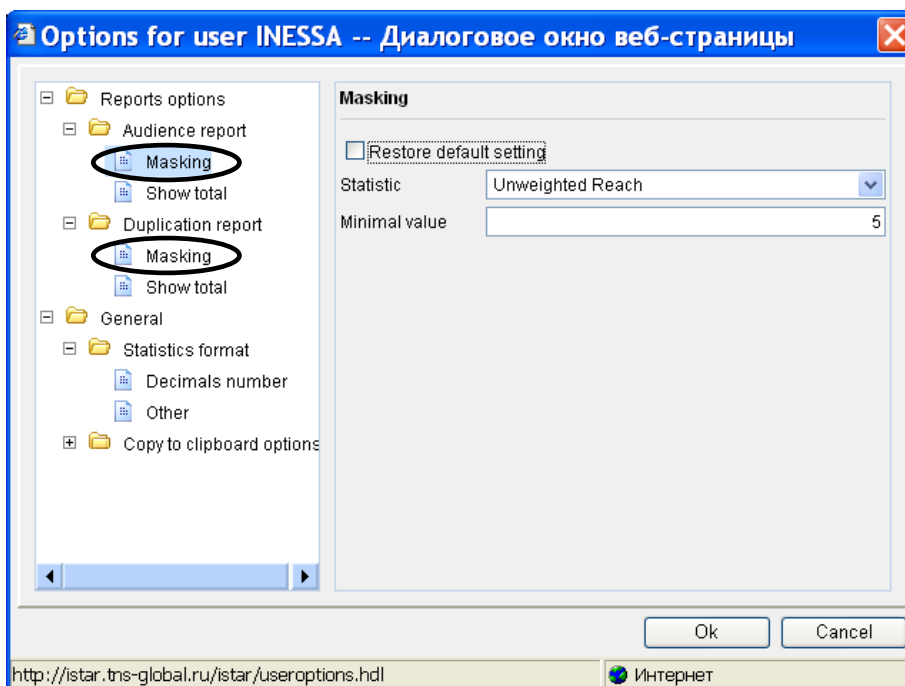 Options for user INESSA -- Диалоговое окно веб-страницы
Reports options
Audience report
Masking
Show total
Duplication report
Masking
Show total
General
Statistics format
Decimals number
Other
Copy to clipboard options
Masking
Restore default setting
Statistic Unweighted Reach
Minimal value 5
Ok Cancel
http://istar.tns-global.ru/istar/useroptions.hdl Интернет